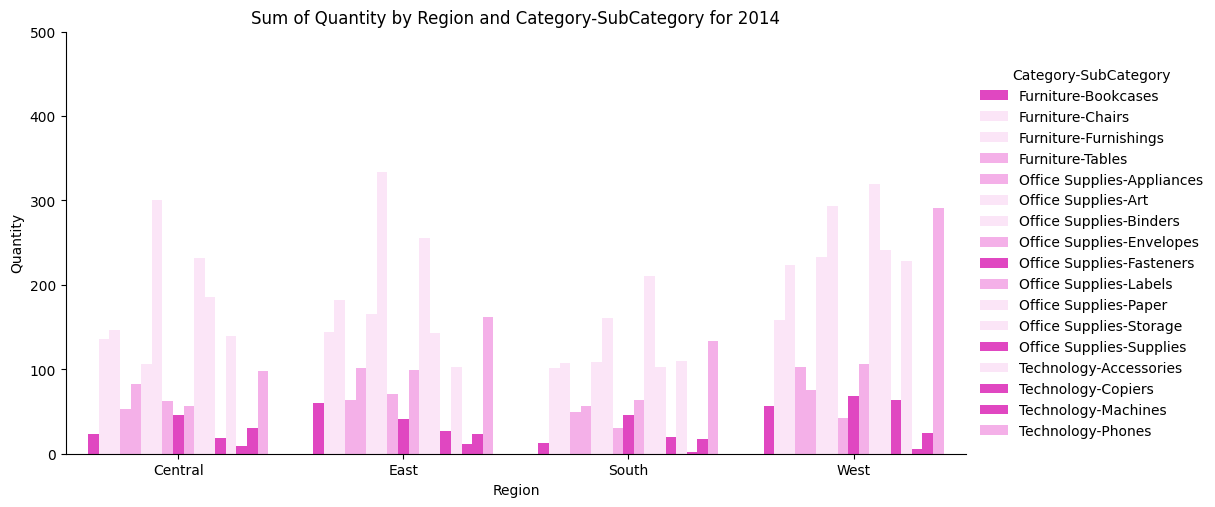 Sum of Quantity by Region and Category-SubCategory for 2014
500
400
300
200
100
0
Quantity
Central
East
South
West
Region
Category-SubCategory
Furniture-Bookcases
Furniture-Chairs
Furniture-Furnishings
Furniture-Tables
Office Supplies-Appliances
Office Supplies-Art
Office Supplies-Binders
Office Supplies-Envelopes
Office Supplies-Fasteners
Office Supplies-Labels
Office Supplies-Paper
Office Supplies-Storage
Office Supplies-Supplies
Technology-Accessories
Technology-Copiers
Technology-Machines
Technology-Phones